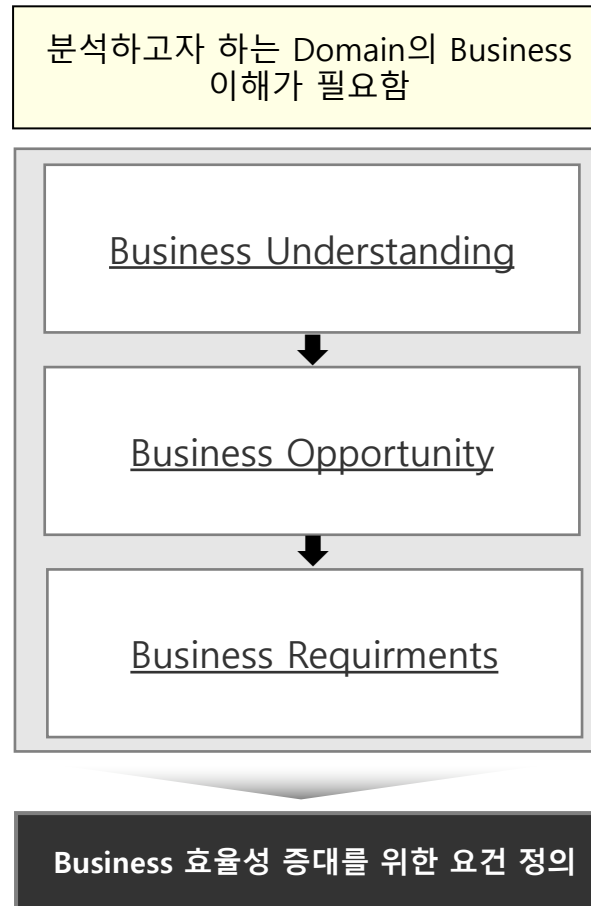 분석하고자 하는 Domain의 Business
이해가 필요함
Business Understanding
Business Opportunity
Business Requirments
Business 효율성 증대를 위한 요건 정의